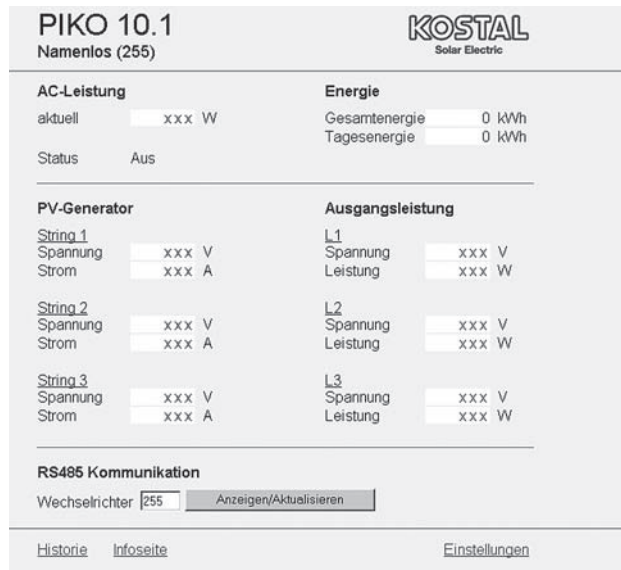 PIKO 10.1
Namenlos (255)
KOSTAL
Solar Electric
AC-Leistung
aktuell xxx W
Status Aus
Energie
Gesamtenergie 0 kWh
Tagesenergie 0 kWh
PV-Generator
String 1
Spannung xxx V
Strom xxx A
String 2
Spannung xxx V
Strom xxx A
String 3
Spannung xxx V
Strom xxx A
Ausgangsleistung
L1
Spannung xxx V
Leistung xxx W
L2
Spannung xxx V
Leistung xxx W
L3
Spannung xxx V
Leistung xxx W
RS485 Kommunikation
Wechselrichter 255 Anzeigen/Aktualisieren
Historie Infoseite Einstellungen